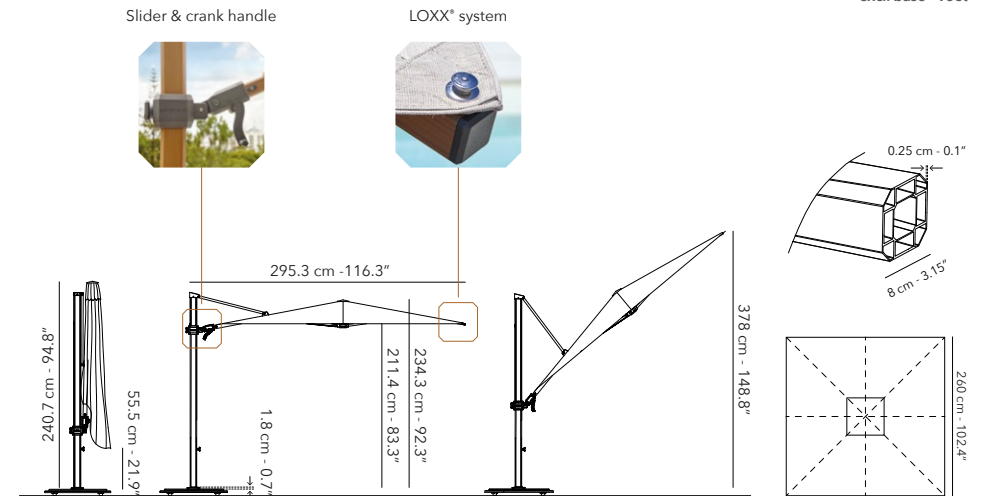 Slider & crank handle
LOXX® system
0.25 cm - 0.1”
8 cm - 3.15”
295.3 cm -116.3”
240.7 cm - 94.8”
55.5 cm - 21.9”
1.8 cm - 0.7”
211.4 cm - 83.3”
234.3 cm - 92.3”
378 cm - 148.8”
260 cm - 102.4”